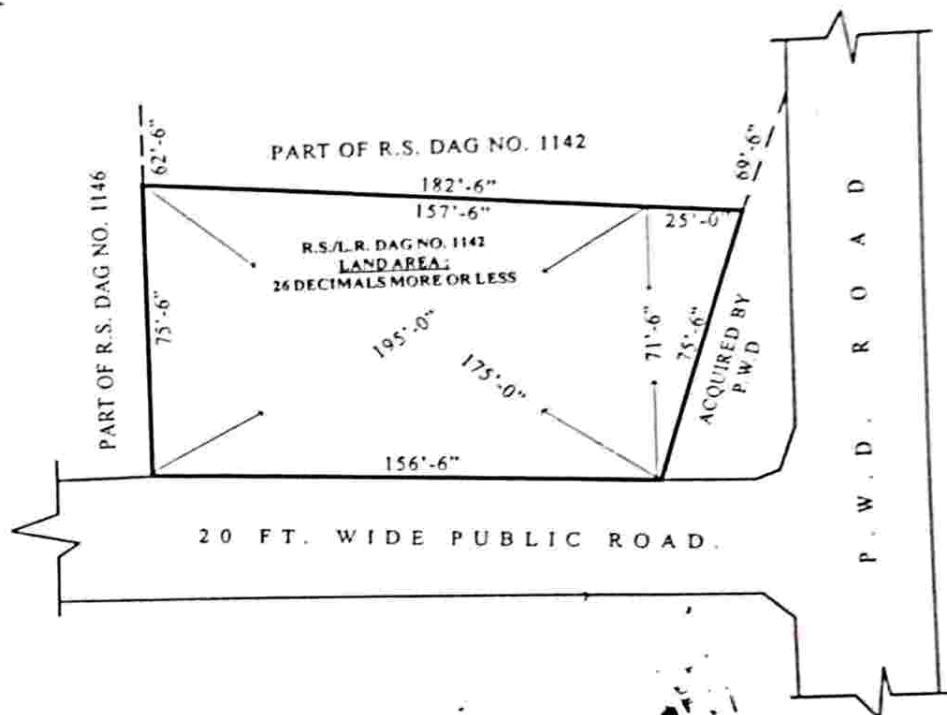 62'-6"
PART OF R.S. DAG NO. 1142
69'-6"
182'-6"
157'-6"
25'-0"
PART OF R.S. DAG NO. 1146
75'-6"
R.S./L.R. DAG NO. 1142
LAND AREA :
26 DECIMALS MORE OR LESS
195'-0"
175'-0"
71'-6"
75'-6"
ACQUIRED BY
P.W.D
156'-6"
20 FT. WIDE PUBLIC ROAD.
P.W.D. ROAD